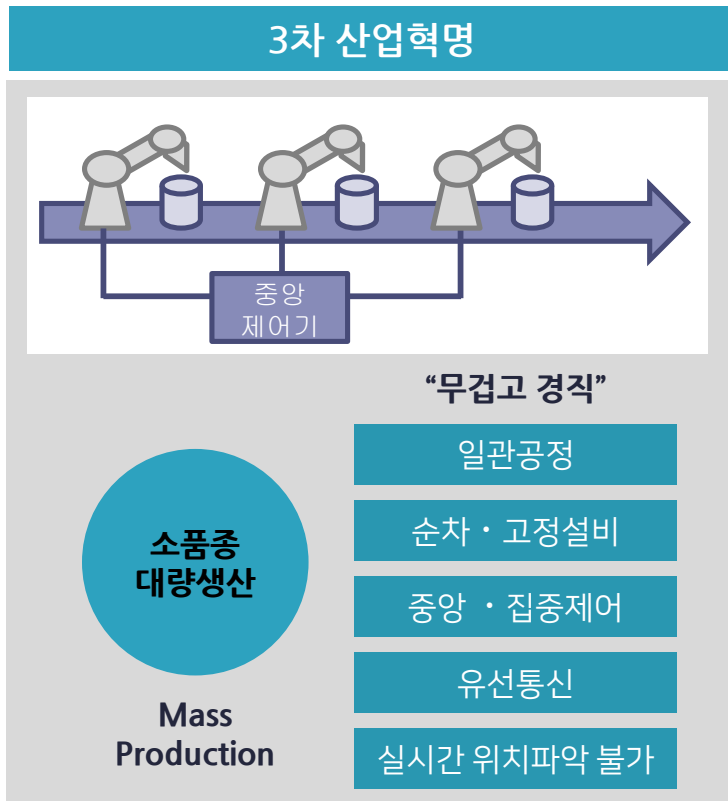 3차 산업혁명
중앙
제어기
“무겁고 경직”
일관공정
순차・고정설비
중앙 ・집중제어
유선통신
실시간 위치파악 불가
소품종
대량생산
Mass
Production